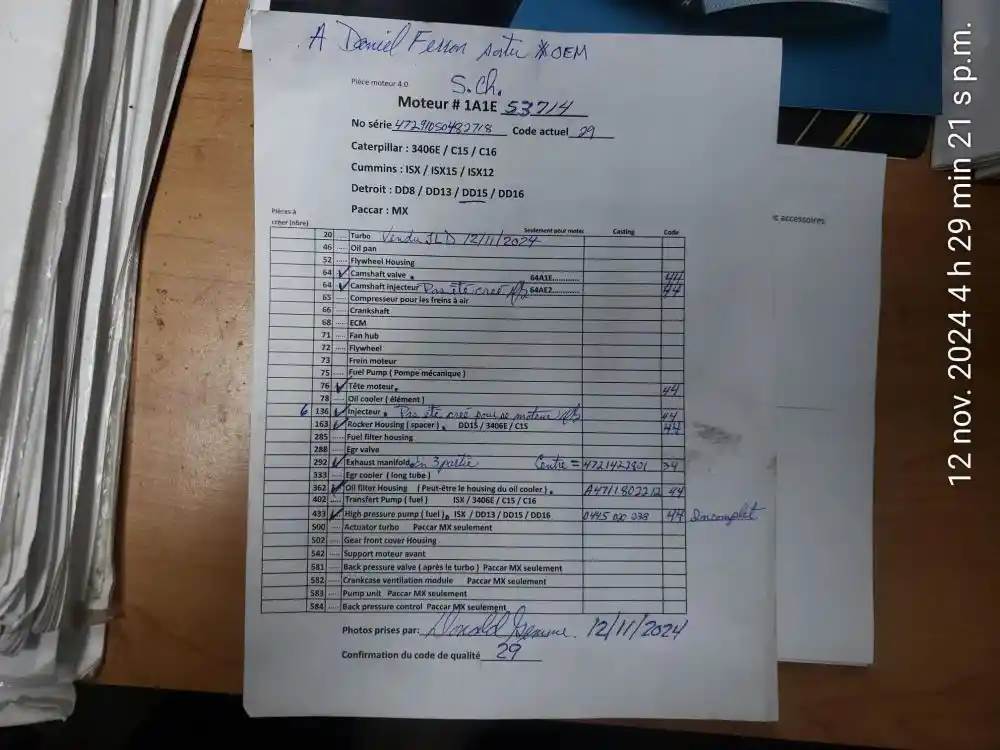 A Daniel Ferron sortir OEM
Pièce moteur 4.0 S.Ch.
Moteur # 1A1E 53714
No série 47291050482718 Code actuel 29
Caterpillar : 3406E / C15 / C16
Cummins : ISX / ISX15 / ISX12
Detroit : DD8 / DD13 / DD15 / DD16
Paccar : MX
Pièces à créer (nbre) Seulement pour moteur Casting Code
20 ..... Turbo Vendu JLD 12/11/2024
46 ..... Oil pan
52 ..... Flywheel Housing
64 Camshaft valve . 64A1E............ 44
64 Camshaft injecteur Pas été créé 64AE2............ 44
65 ..... Compresseur pour les freins à air
66 ..... Crankshaft
68 ..... ECM
71 ..... Fan hub
72 ..... Flywheel
73 ..... Frein moteur
75 ..... Fuel Pump ( Pompe mécanique )
76 Tête moteur . 44
78 ..... Oil cooler ( élément )
6 136 Injecteur . Pas été créé pour ce moteur 44
163 Rocker Housing ( spacer ) . DD15 / 3406E / C15 44
285 ..... Fuel filter housing
288 ..... Egr valve
292 Exhaust manifold . en 3 partie Centre = 4721422801 34
333 ..... Egr cooler ( long tube )
362 Oil filter Housing ( Peut-être le housing du oil cooler ) . A4711802212 44
402 ..... Transfert Pump ( fuel ) ISX / 3406E / C15 / C16
433 High pressure pump ( fuel ) . ISX / DD13 / DD15 / DD16 0445 020 038 44 Incomplet
500 ..... Actuator turbo Paccar MX seulement
502 ..... Gear front cover Housing
542 ..... Support moteur avant
581 ..... Back pressure valve ( après le turbo ) Paccar MX seulement
582 ..... Crankcase ventilation module Paccar MX seulement
583 ..... Pump unit Paccar MX seulement
584 ..... Back pressure control Paccar MX seulement
Photos prises par: Donald 12/11/2024
Confirmation du code de qualité 29
accessoires
12 nov. 2024 4 h 29 min 21 s p.m.